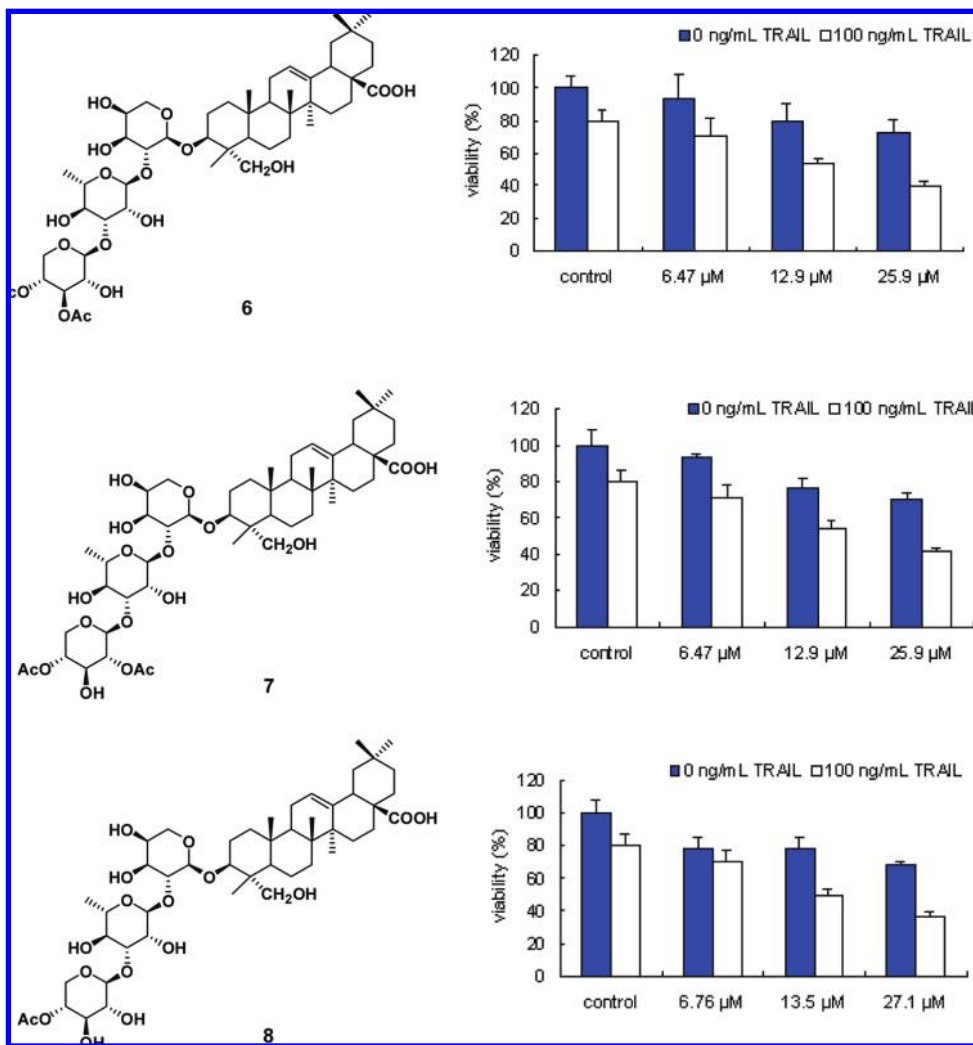 0 ng/mL TRAIL 100 ng/mL TRAIL
120
100
80
60
40
20
0
viability (%)
control 6.47 µM 12.9 µM 25.9 µM
COOH
HO
O
HO
O
O
CH2OH
O
HO
HO
O
O
OH
OAc
6
0 ng/mL TRAIL 100 ng/mL TRAIL
120
100
80
60
40
20
0
viability (%)
control 6.47 µM 12.9 µM 25.9 µM
COOH
HO
O
HO
O
O
CH2OH
O
HO
OH
O
O
AcO
OAc
OH
7
0 ng/mL TRAIL 100 ng/mL TRAIL
120
100
80
60
40
20
0
viability (%)
control 6.76 µM 13.5 µM 27.1 µM
COOH
HO
O
HO
O
O
CH2OH
O
HO
OH
O
O
AcO
OH
OH
8